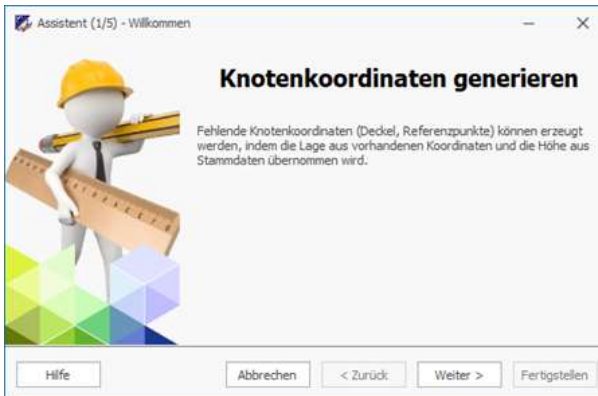 Assistent (1/5) - Willkommen
Knotenkoordinaten generieren
Fehlende Knotenkoordinaten (Deckel, Referenzpunkte) können erzeugt
werden, indem die Lage aus vorhandenen Koordinaten und die Höhe aus
Stammdaten übernommen wird.
Hilfe Abbrechen < Zurück Weiter > Fertigstellen